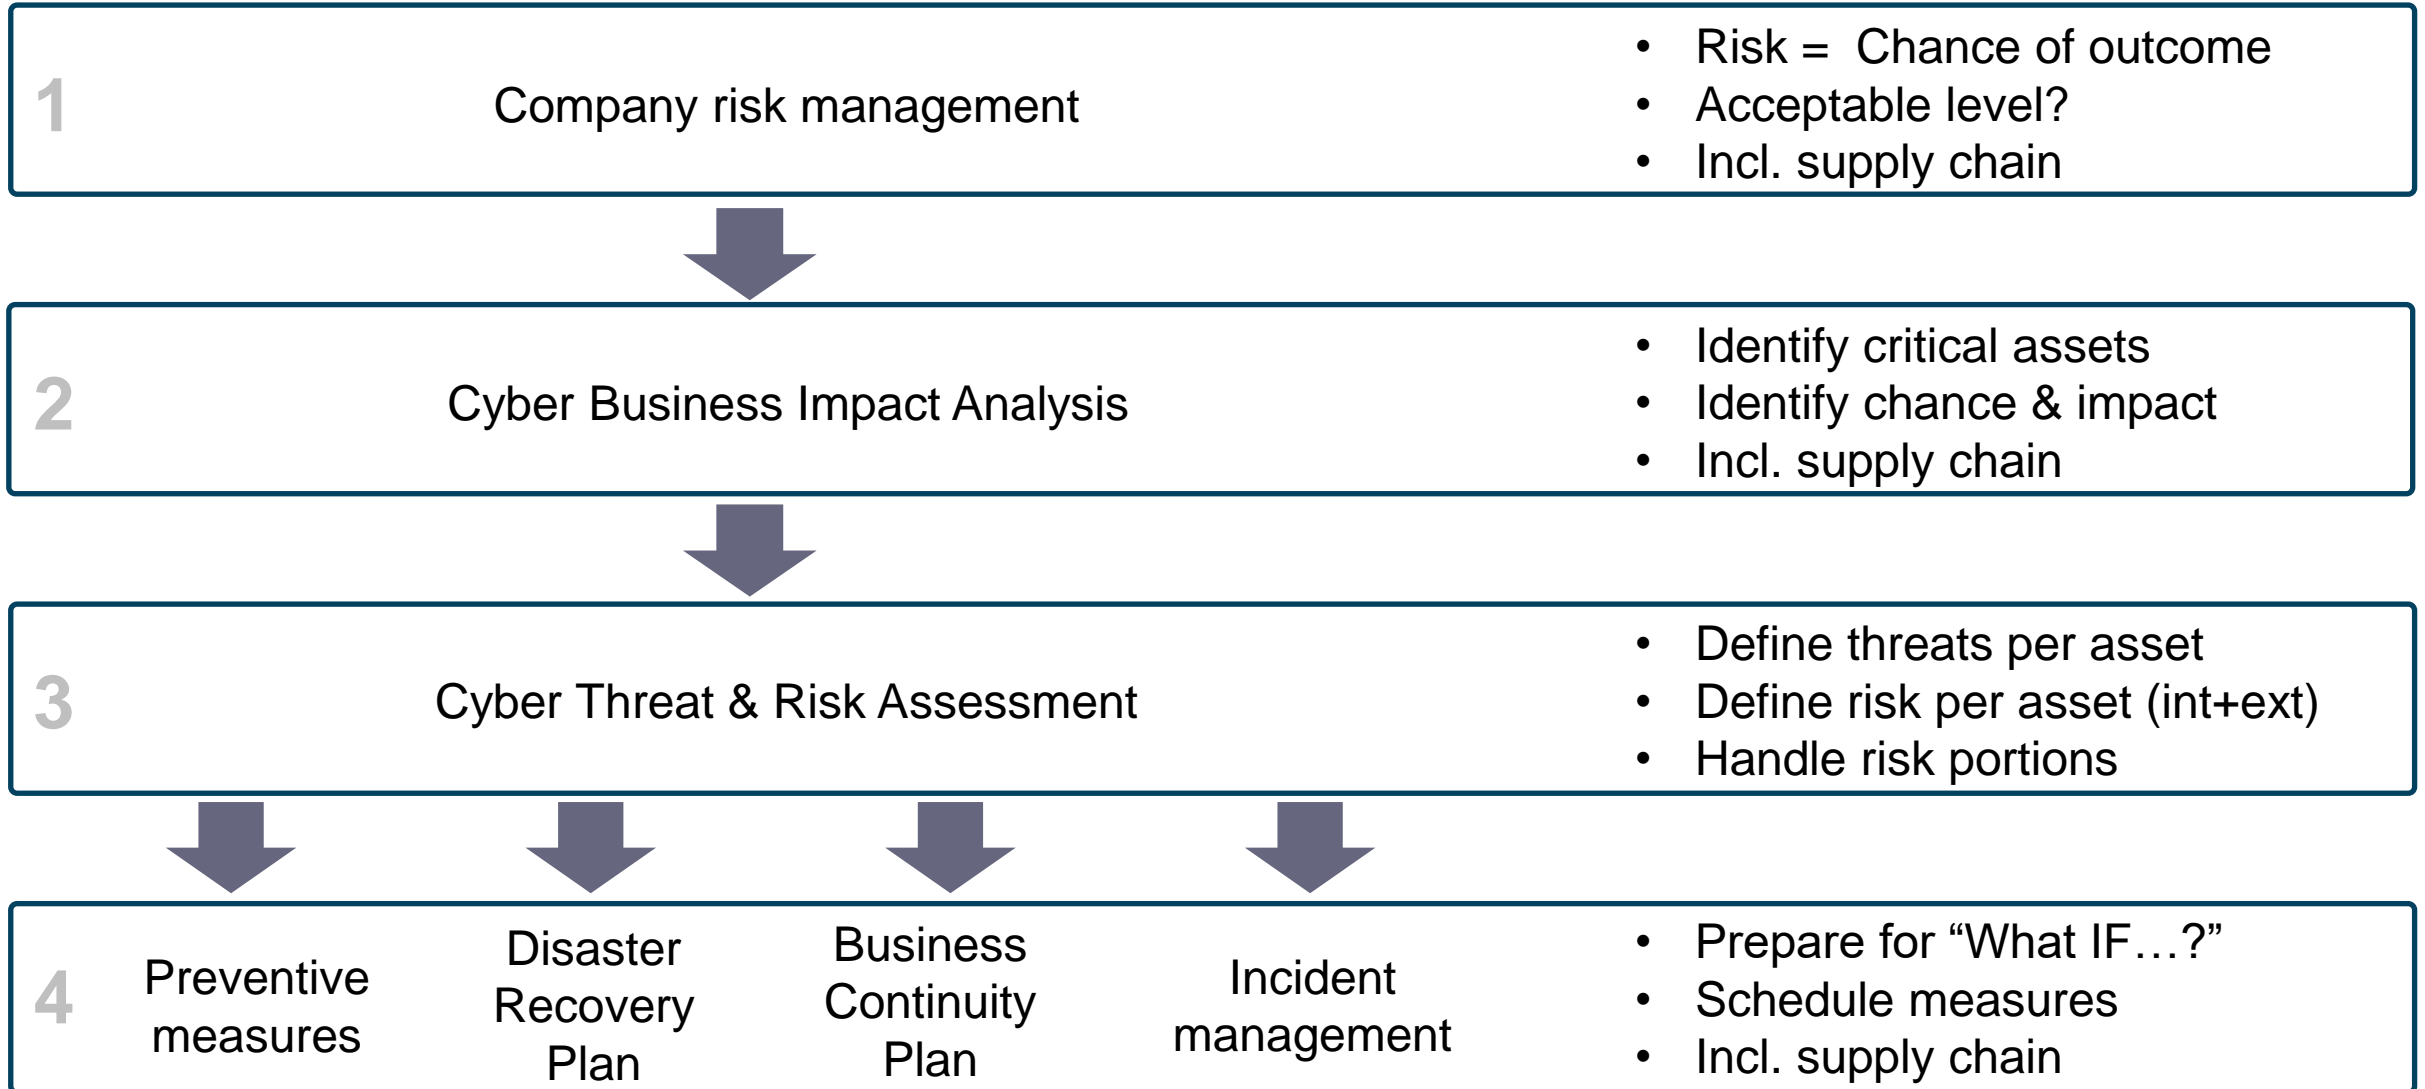 1
Company risk management
• Risk =  Chance of outcome
• Acceptable level?
• Incl. supply chain
2
Cyber Business Impact Analysis
• Identify critical assets
• Identify chance & impact
• Incl. supply chain
3
Cyber Threat & Risk Assessment
• Define threats per asset
• Define risk per asset (int+ext)
• Handle risk portions
4
Preventive
measures
Disaster
Recovery
Plan
Business
Continuity
Plan
Incident
management
• Prepare for “What IF…?”
• Schedule measures
• Incl. supply chain